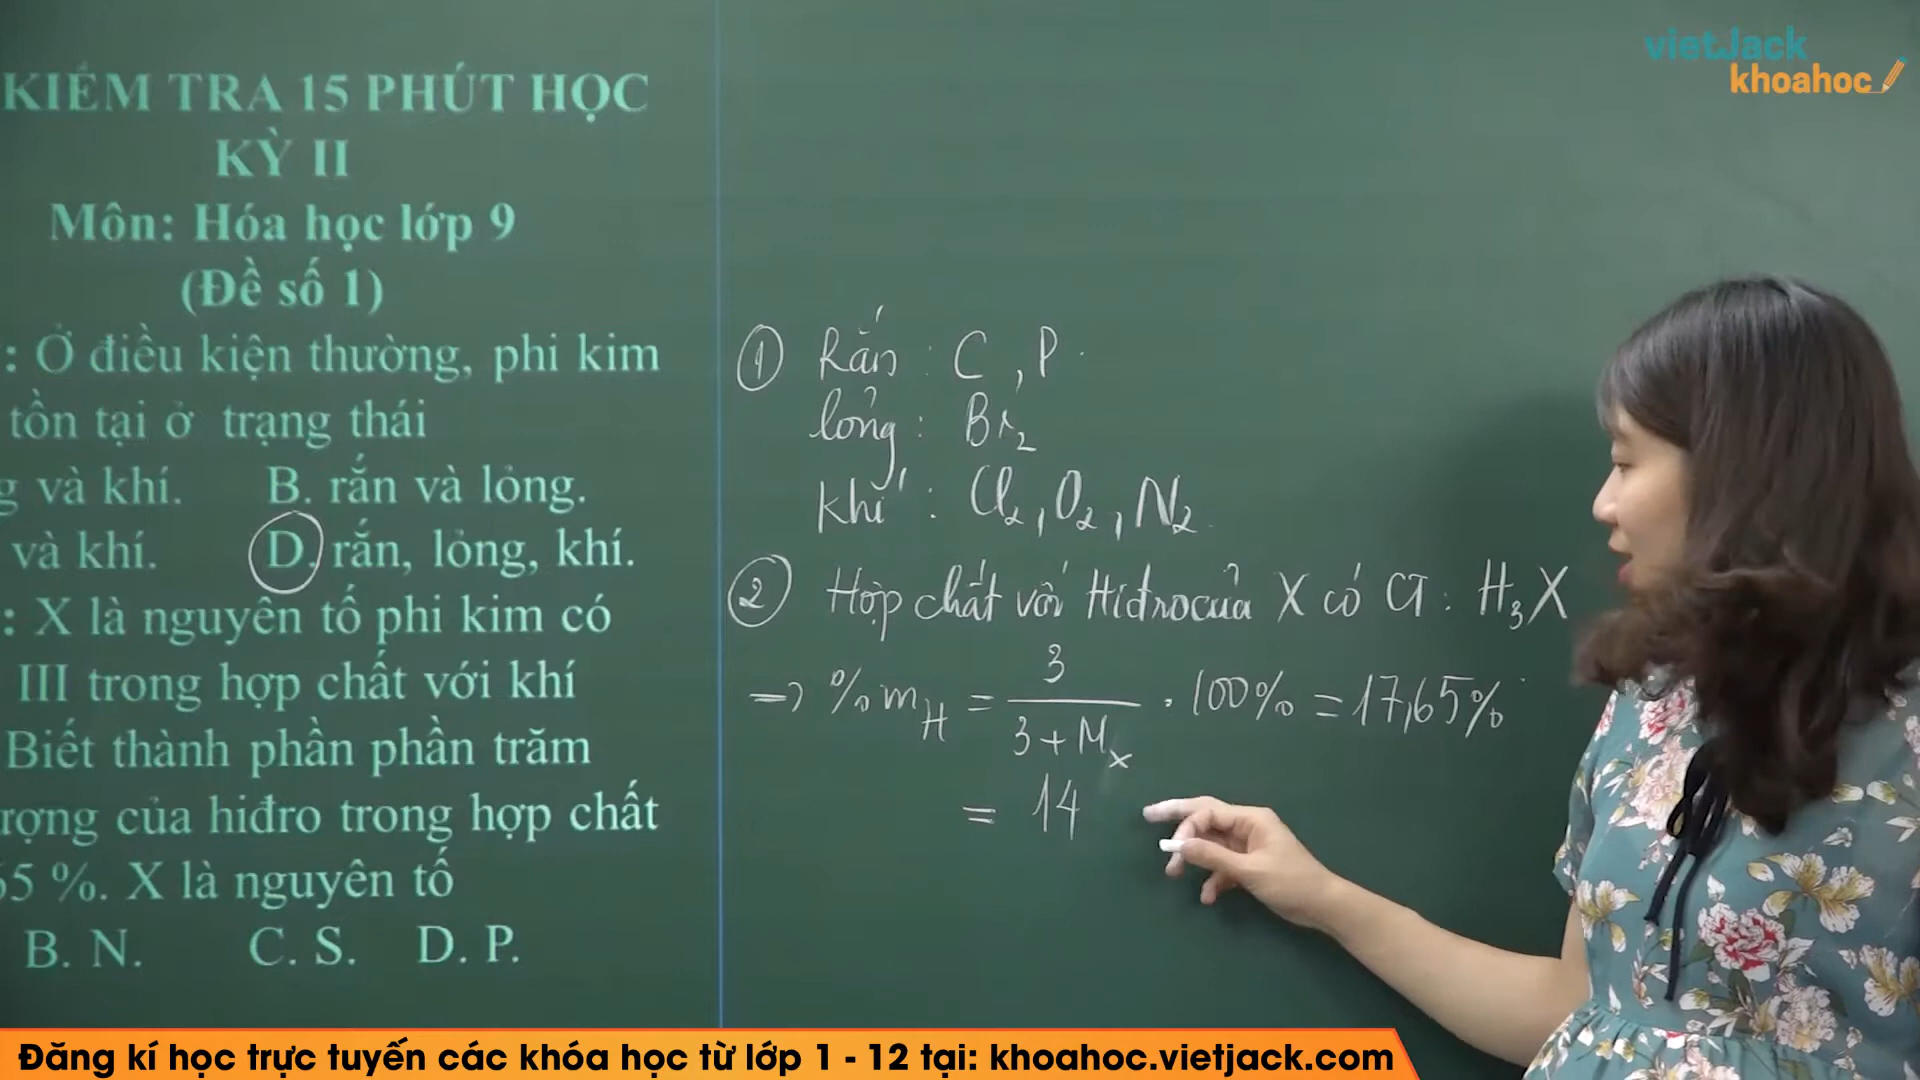 vietJack
khoahoc
KIỂM TRA 15 PHÚT HỌC
KỲ II
Môn: Hóa học lớp 9
(Đề số 1)
: Ở điều kiện thường, phi kim
tồn tại ở trạng thái
g và khí. B. rắn và lỏng.
và khí. D. rắn, lỏng, khí.
: X là nguyên tố phi kim có
III trong hợp chất với khí
Biết thành phần phần trăm
rợng của hiđro trong hợp chất
65 %. X là nguyên tố
B. N. C. S. D. P.
① Rắn : C , P.
lỏng : Br₂
khí : Cl₂, O₂, N₂.
② Hợp chất với Hiđro của X có CT : H₃X
=> %m_H = 3 / (3 + M_X) . 100% = 17,65%
= 14
Đăng kí học trực tuyến các khóa học từ lớp 1 - 12 tại: khoahoc.vietjack.com